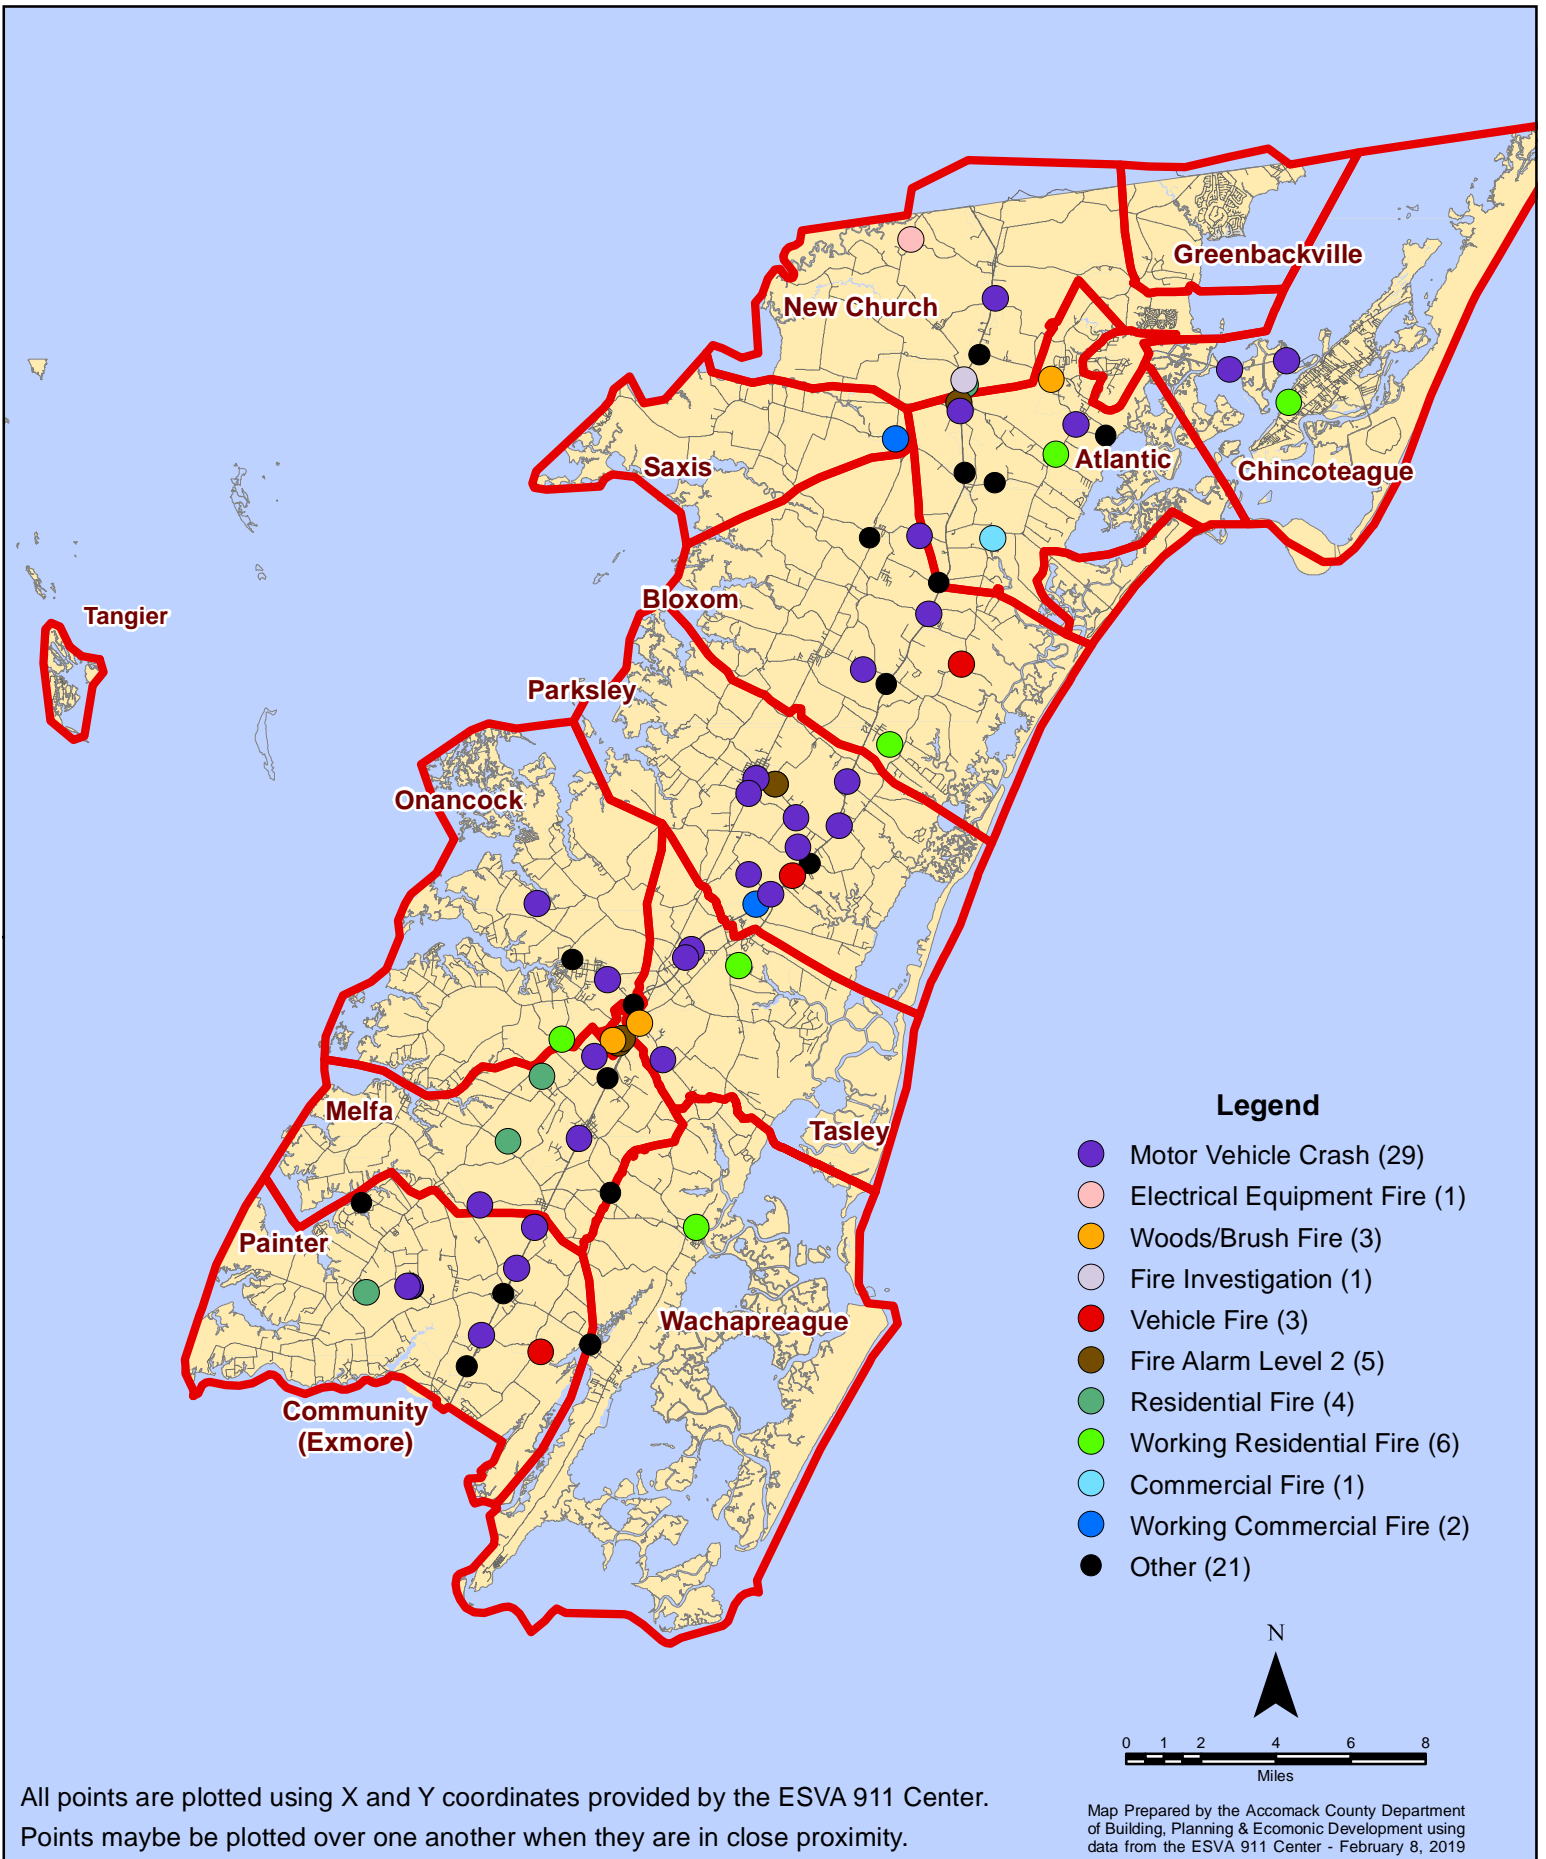 Greenbackville
New Church
Saxis
Atlantic
Chincoteague
Bloxom
Tangier
Parksley
Onancock
Melfa
Tasley
Painter
Wachapreague
Community
(Exmore)
Legend
Motor Vehicle Crash (29)
Electrical Equipment Fire (1)
Woods/Brush Fire (3)
Fire Investigation (1)
Vehicle Fire (3)
Fire Alarm Level 2 (5)
Residential Fire (4)
Working Residential Fire (6)
Commercial Fire (1)
Working Commercial Fire (2)
Other (21)
N
0 1 2 4 6 8
Miles
All points are plotted using X and Y coordinates provided by the ESVA 911 Center.
Points maybe be plotted over one another when they are in close proximity.
Map Prepared by the Accomack County Department
of Building, Planning & Ecomonic Development using
data from the ESVA 911 Center - February 8, 2019